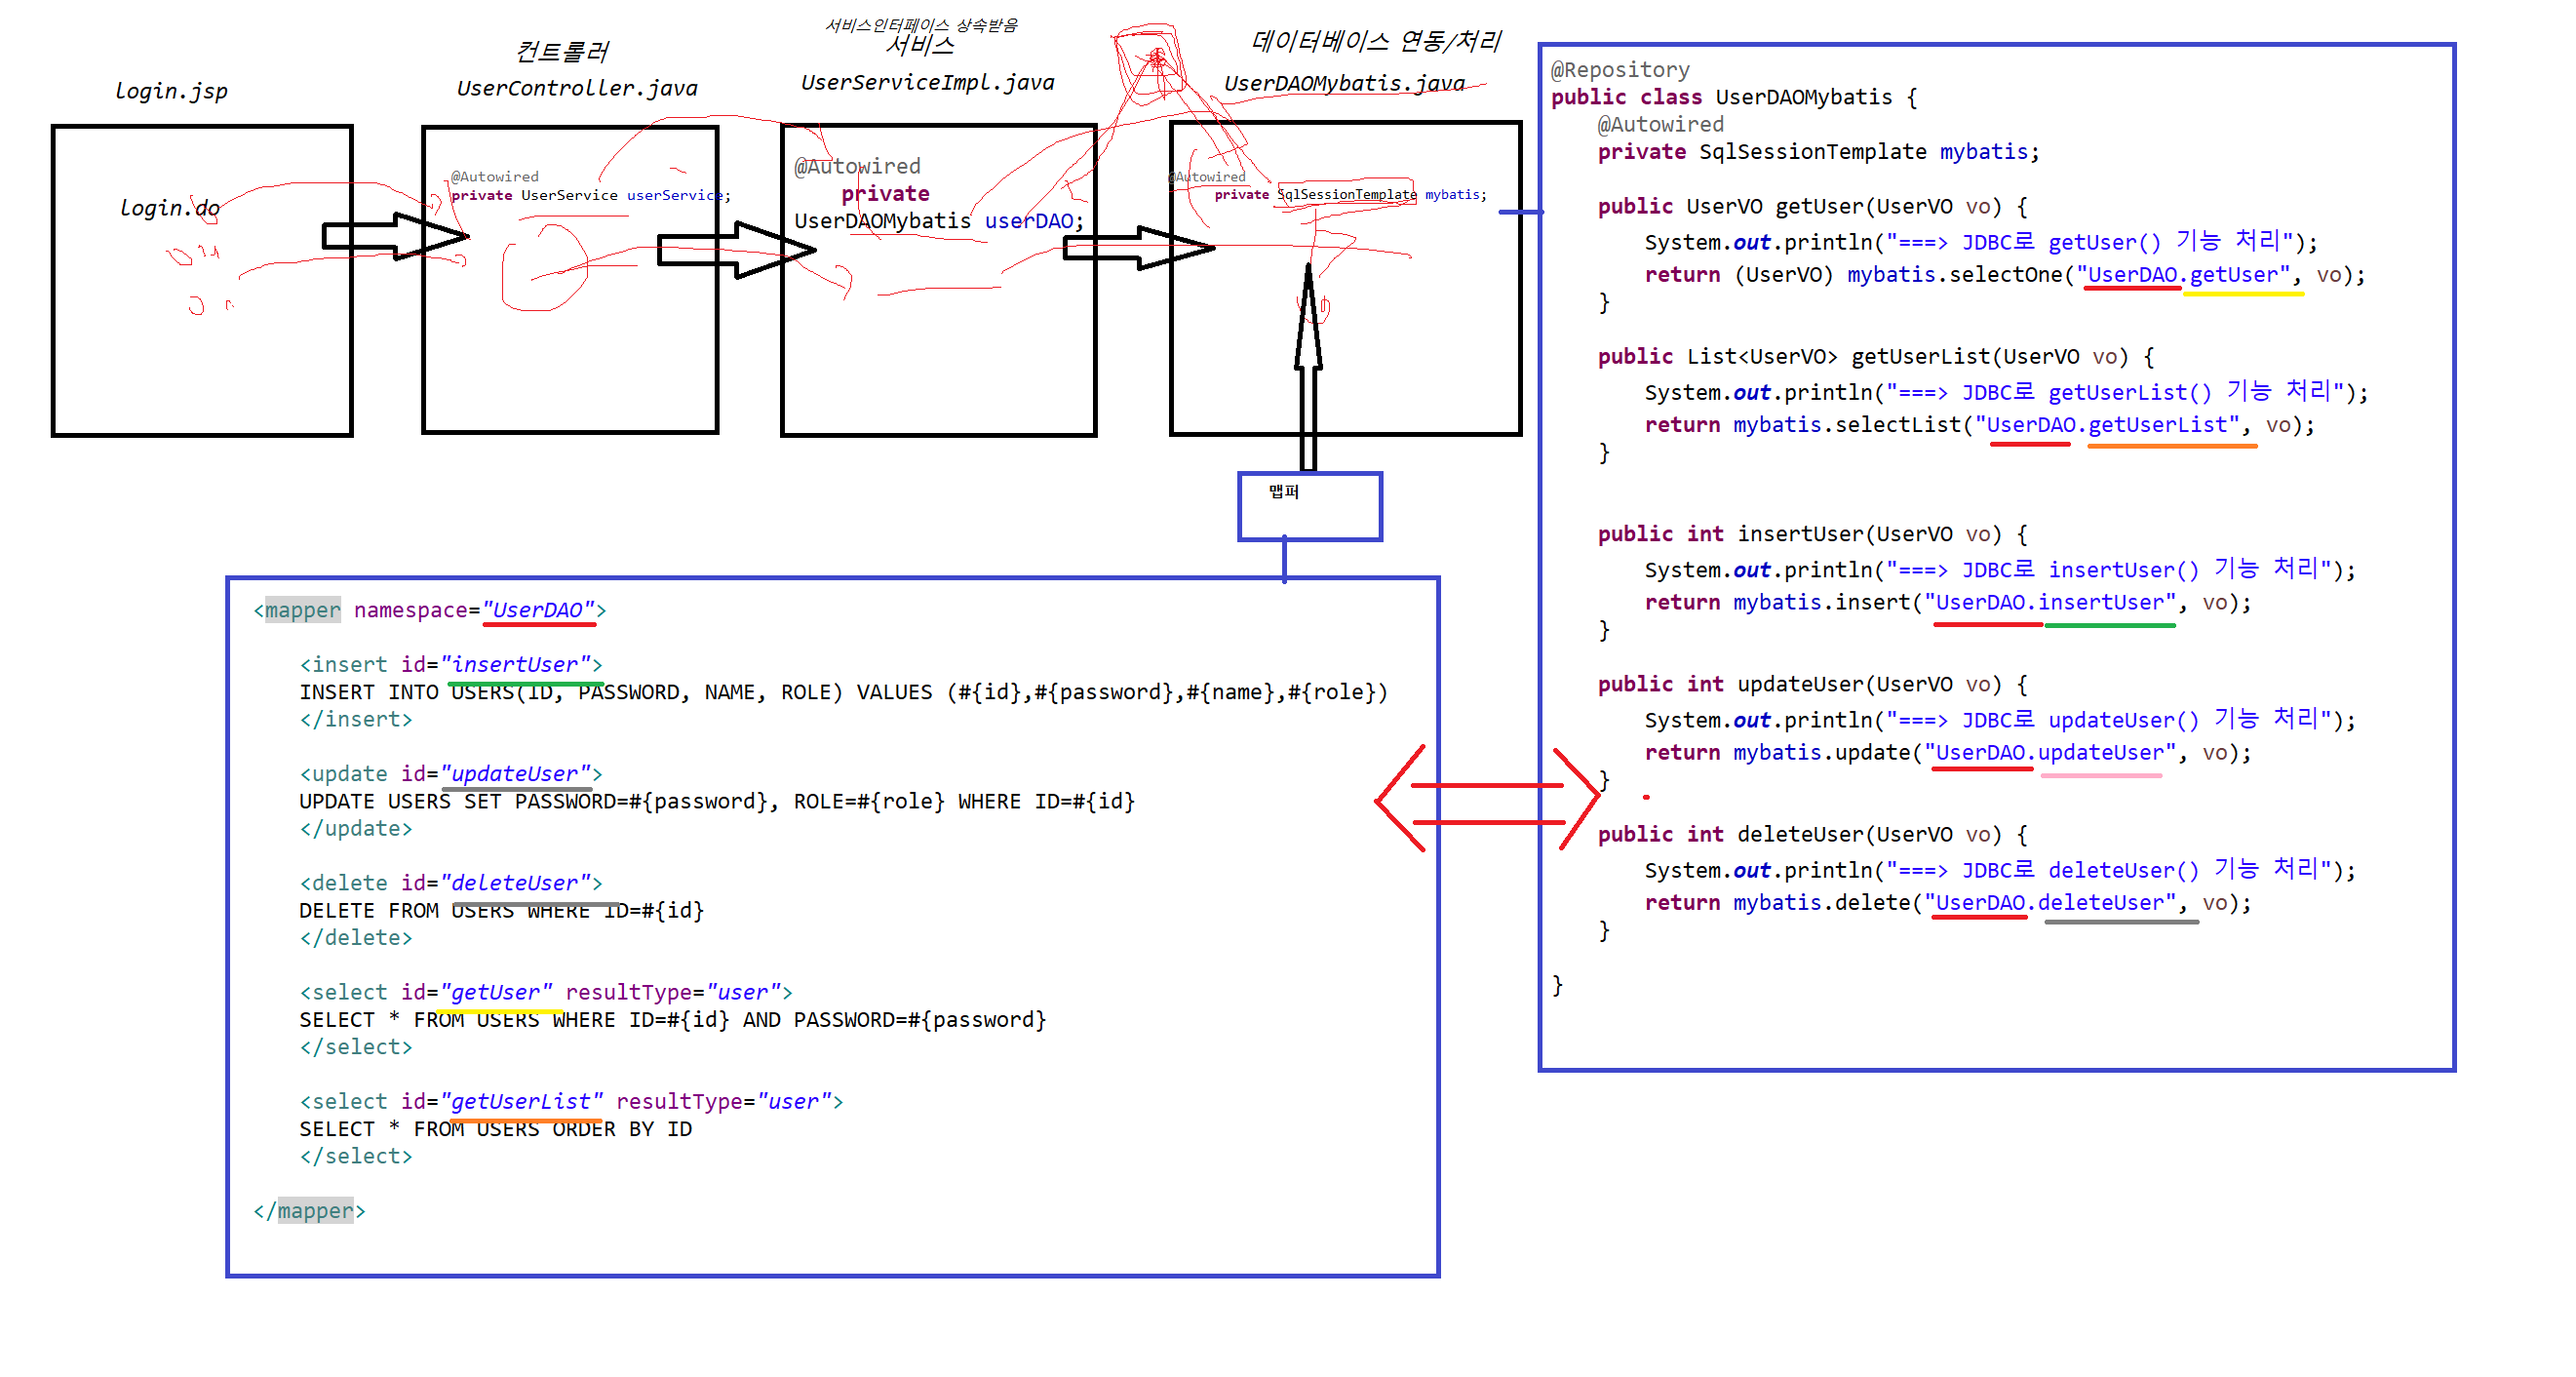 login.jsp
login.do
컨트롤러
UserController.java
@Autowired
private UserService userService;
서비스인터페이스 상속받음
서비스
UserServiceImpl.java
@Autowired
private
UserDAOMybatis userDAO;
데이터베이스 연동/처리
UserDAOMybatis.java
@Autowired
private SqlSessionTemplate mybatis;
맵퍼
<mapper namespace="UserDAO">
<insert id="insertUser">
INSERT INTO USERS(ID, PASSWORD, NAME, ROLE) VALUES (#{id},#{password},#{name},#{role})
</insert>
<update id="updateUser">
UPDATE USERS SET PASSWORD=#{password}, ROLE=#{role} WHERE ID=#{id}
</update>
<delete id="deleteUser">
DELETE FROM USERS WHERE ID=#{id}
</delete>
<select id="getUser" resultType="user">
SELECT * FROM USERS WHERE ID=#{id} AND PASSWORD=#{password}
</select>
<select id="getUserList" resultType="user">
SELECT * FROM USERS ORDER BY ID
</select>
</mapper>
@Repository
public class UserDAOMybatis {
@Autowired
private SqlSessionTemplate mybatis;
public UserVO getUser(UserVO vo) {
System.out.println("===> JDBC로 getUser() 기능 처리");
return (UserVO) mybatis.selectOne("UserDAO.getUser", vo);
}
public List<UserVO> getUserList(UserVO vo) {
System.out.println("===> JDBC로 getUserList() 기능 처리");
return mybatis.selectList("UserDAO.getUserList", vo);
}
public int insertUser(UserVO vo) {
System.out.println("===> JDBC로 insertUser() 기능 처리");
return mybatis.insert("UserDAO.insertUser", vo);
}
public int updateUser(UserVO vo) {
System.out.println("===> JDBC로 updateUser() 기능 처리");
return mybatis.update("UserDAO.updateUser", vo);
}
public int deleteUser(UserVO vo) {
System.out.println("===> JDBC로 deleteUser() 기능 처리");
return mybatis.delete("UserDAO.deleteUser", vo);
}
}